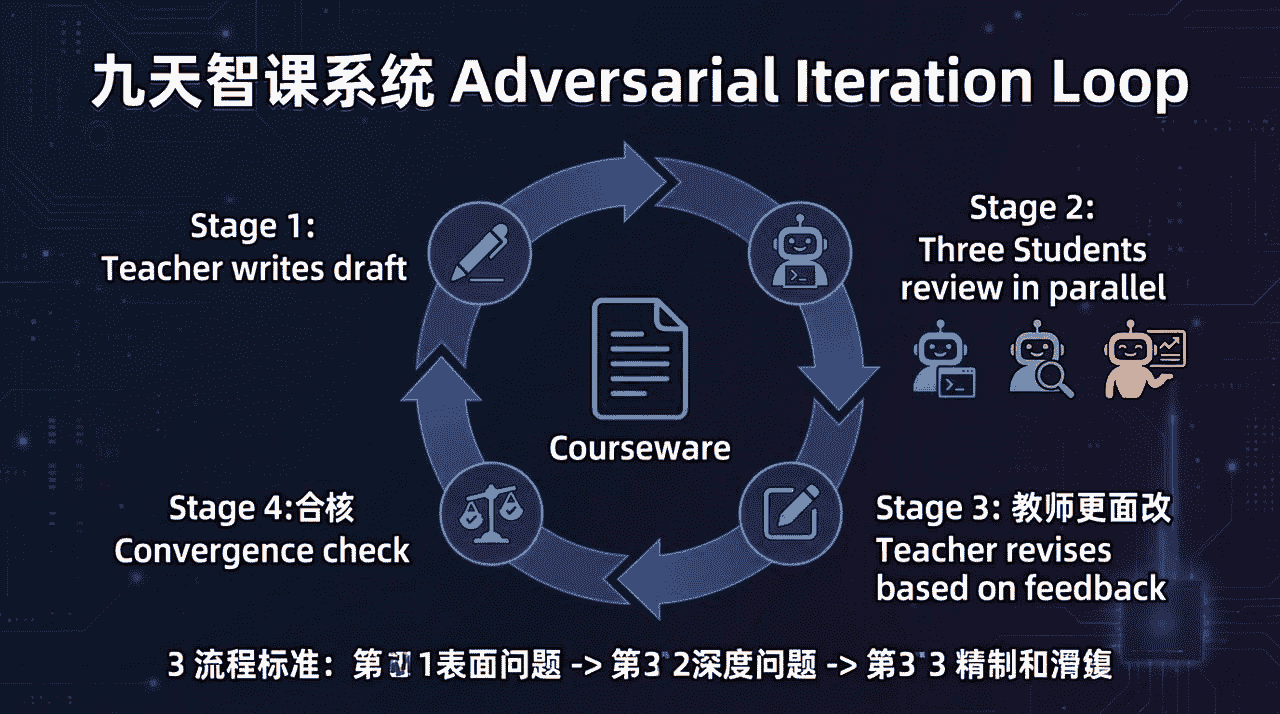 九天智课系统 Adversarial Iteration Loop
Stage 1:
Teacher writes draft
Stage 2:
Three Students
review in parallel
Courseware
Stage 4:合核
Convergence check
Stage 3: 教师更面改
Teacher revises
based on feedback
3 流程标准：第 1表面问题 -> 第3 2深度问题 -> 第3 3 精制和滑